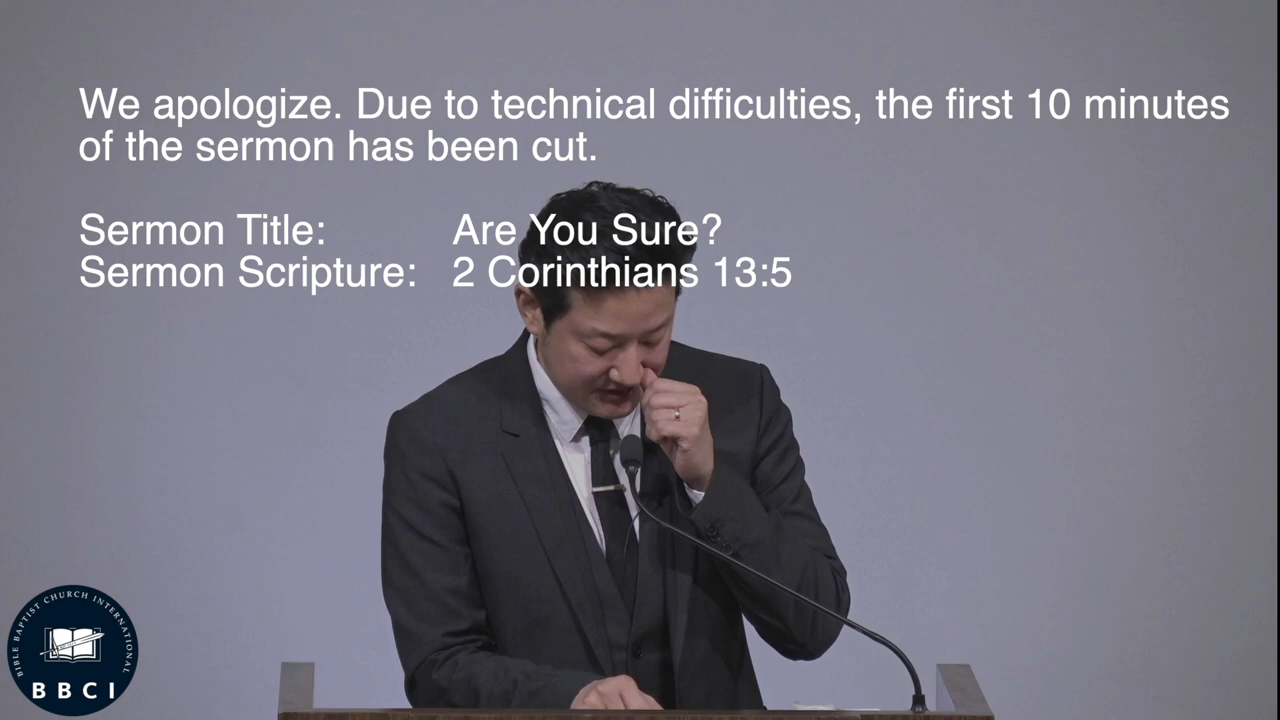 We apologize. Due to technical difficulties, the first 10 minutes
of the sermon has been cut.
Sermon Title: Are You Sure?
Sermon Scripture: 2 Corinthians 13:5
BIBLE BAPTIST CHURCH INTERNATIONAL
BBCI